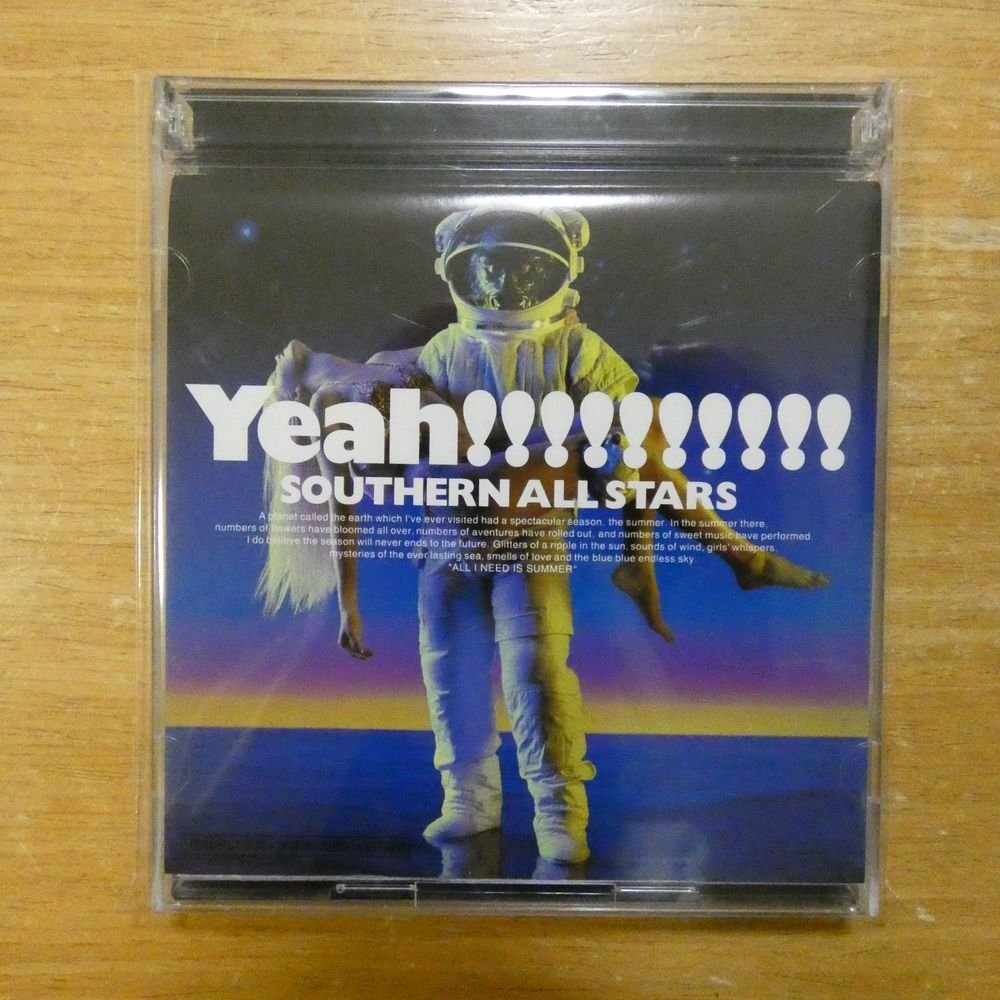 Yeah!!!!!!!!!!
SOUTHERN ALL STARS
A planet called the earth which I've ever visited had a spectacular season, the summer. In the summer there,
numbers of flowers have bloomed all over, numbers of aventures have rolled out, and numbers of sweet music have performed.
I do believe the season will never ends to the future. Glitters of a ripple in the sun, sounds of wind, girls' whispers,
mysteries of the ever lasting sea, smells of love and the blue blue endless sky.
"ALL I NEED IS SUMMER"